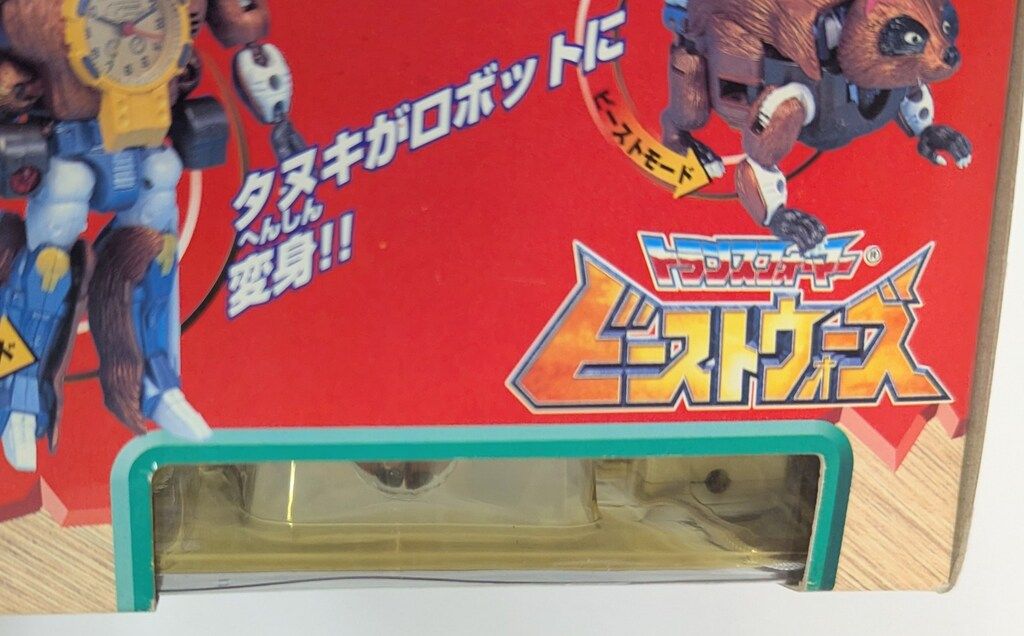 タヌキがロボットに
へんしん
変身!!
ビーストモード
トランスフォーマー®
ビーストウォーズ
ド